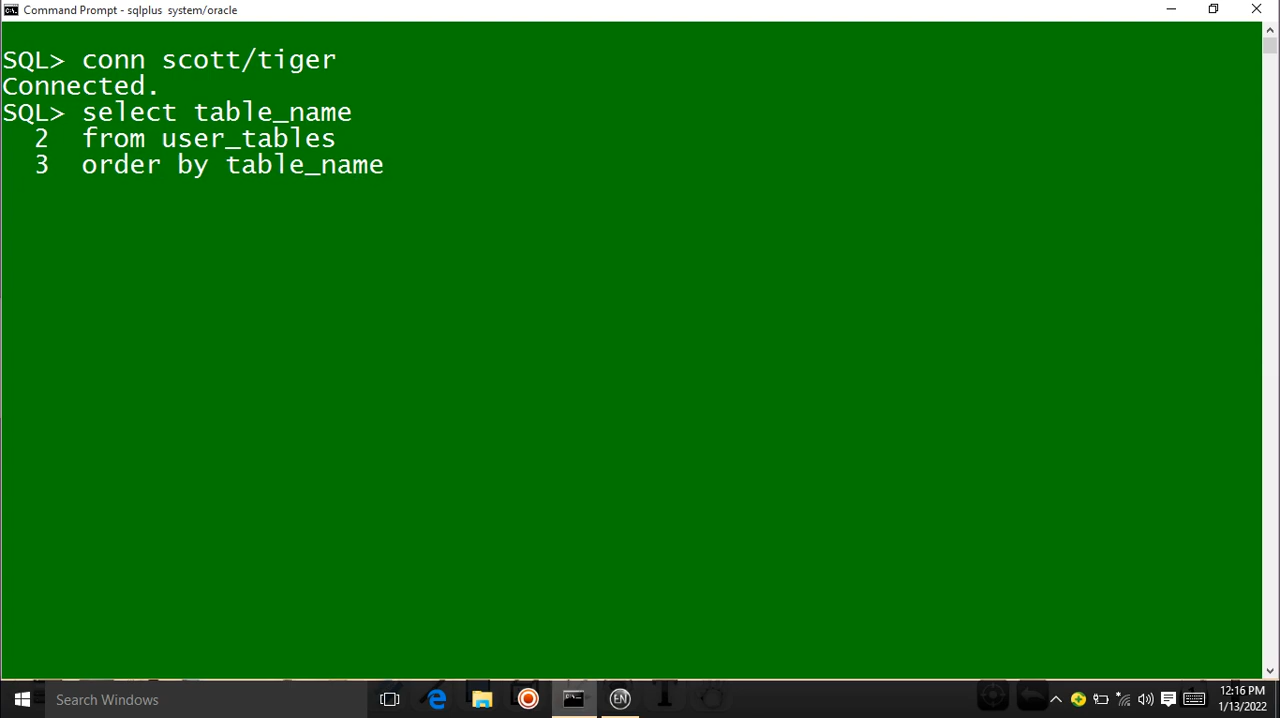 Command Prompt - sqlplus  system/oracle
SQL> conn scott/tiger
Connected.
SQL> select table_name
  2  from user_tables
  3  order by table_name
Search Windows
EN
T
12:16 PM
1/13/2022